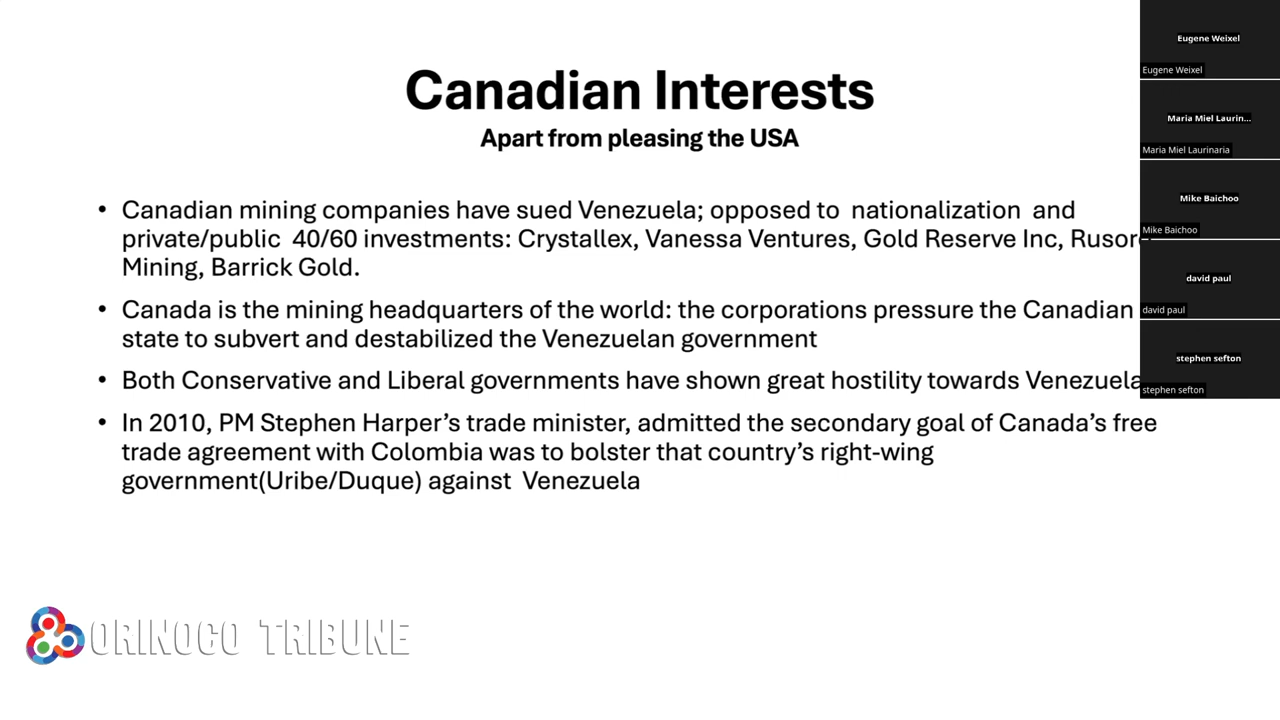 Canadian Interests
Apart from pleasing the USA
• Canadian mining companies have sued Venezuela; opposed to nationalization and
private/public 40/60 investments: Crystallex, Vanessa Ventures, Gold Reserve Inc, Rusoro
Mining, Barrick Gold.
• Canada is the mining headquarters of the world: the corporations pressure the Canadian
state to subvert and destabilized the Venezuelan government
• Both Conservative and Liberal governments have shown great hostility towards Venezuela
• In 2010, PM Stephen Harper’s trade minister, admitted the secondary goal of Canada’s free
trade agreement with Colombia was to bolster that country’s right-wing
government(Uribe/Duque) against Venezuela
ORINOCO TRIBUNE
Eugene Weixel
Eugene Weixel
Maria Miel Laurin...
Maria Miel Laurinaria
Mike Baichoo
Mike Baichoo
david paul
david paul
stephen sefton
stephen sefton